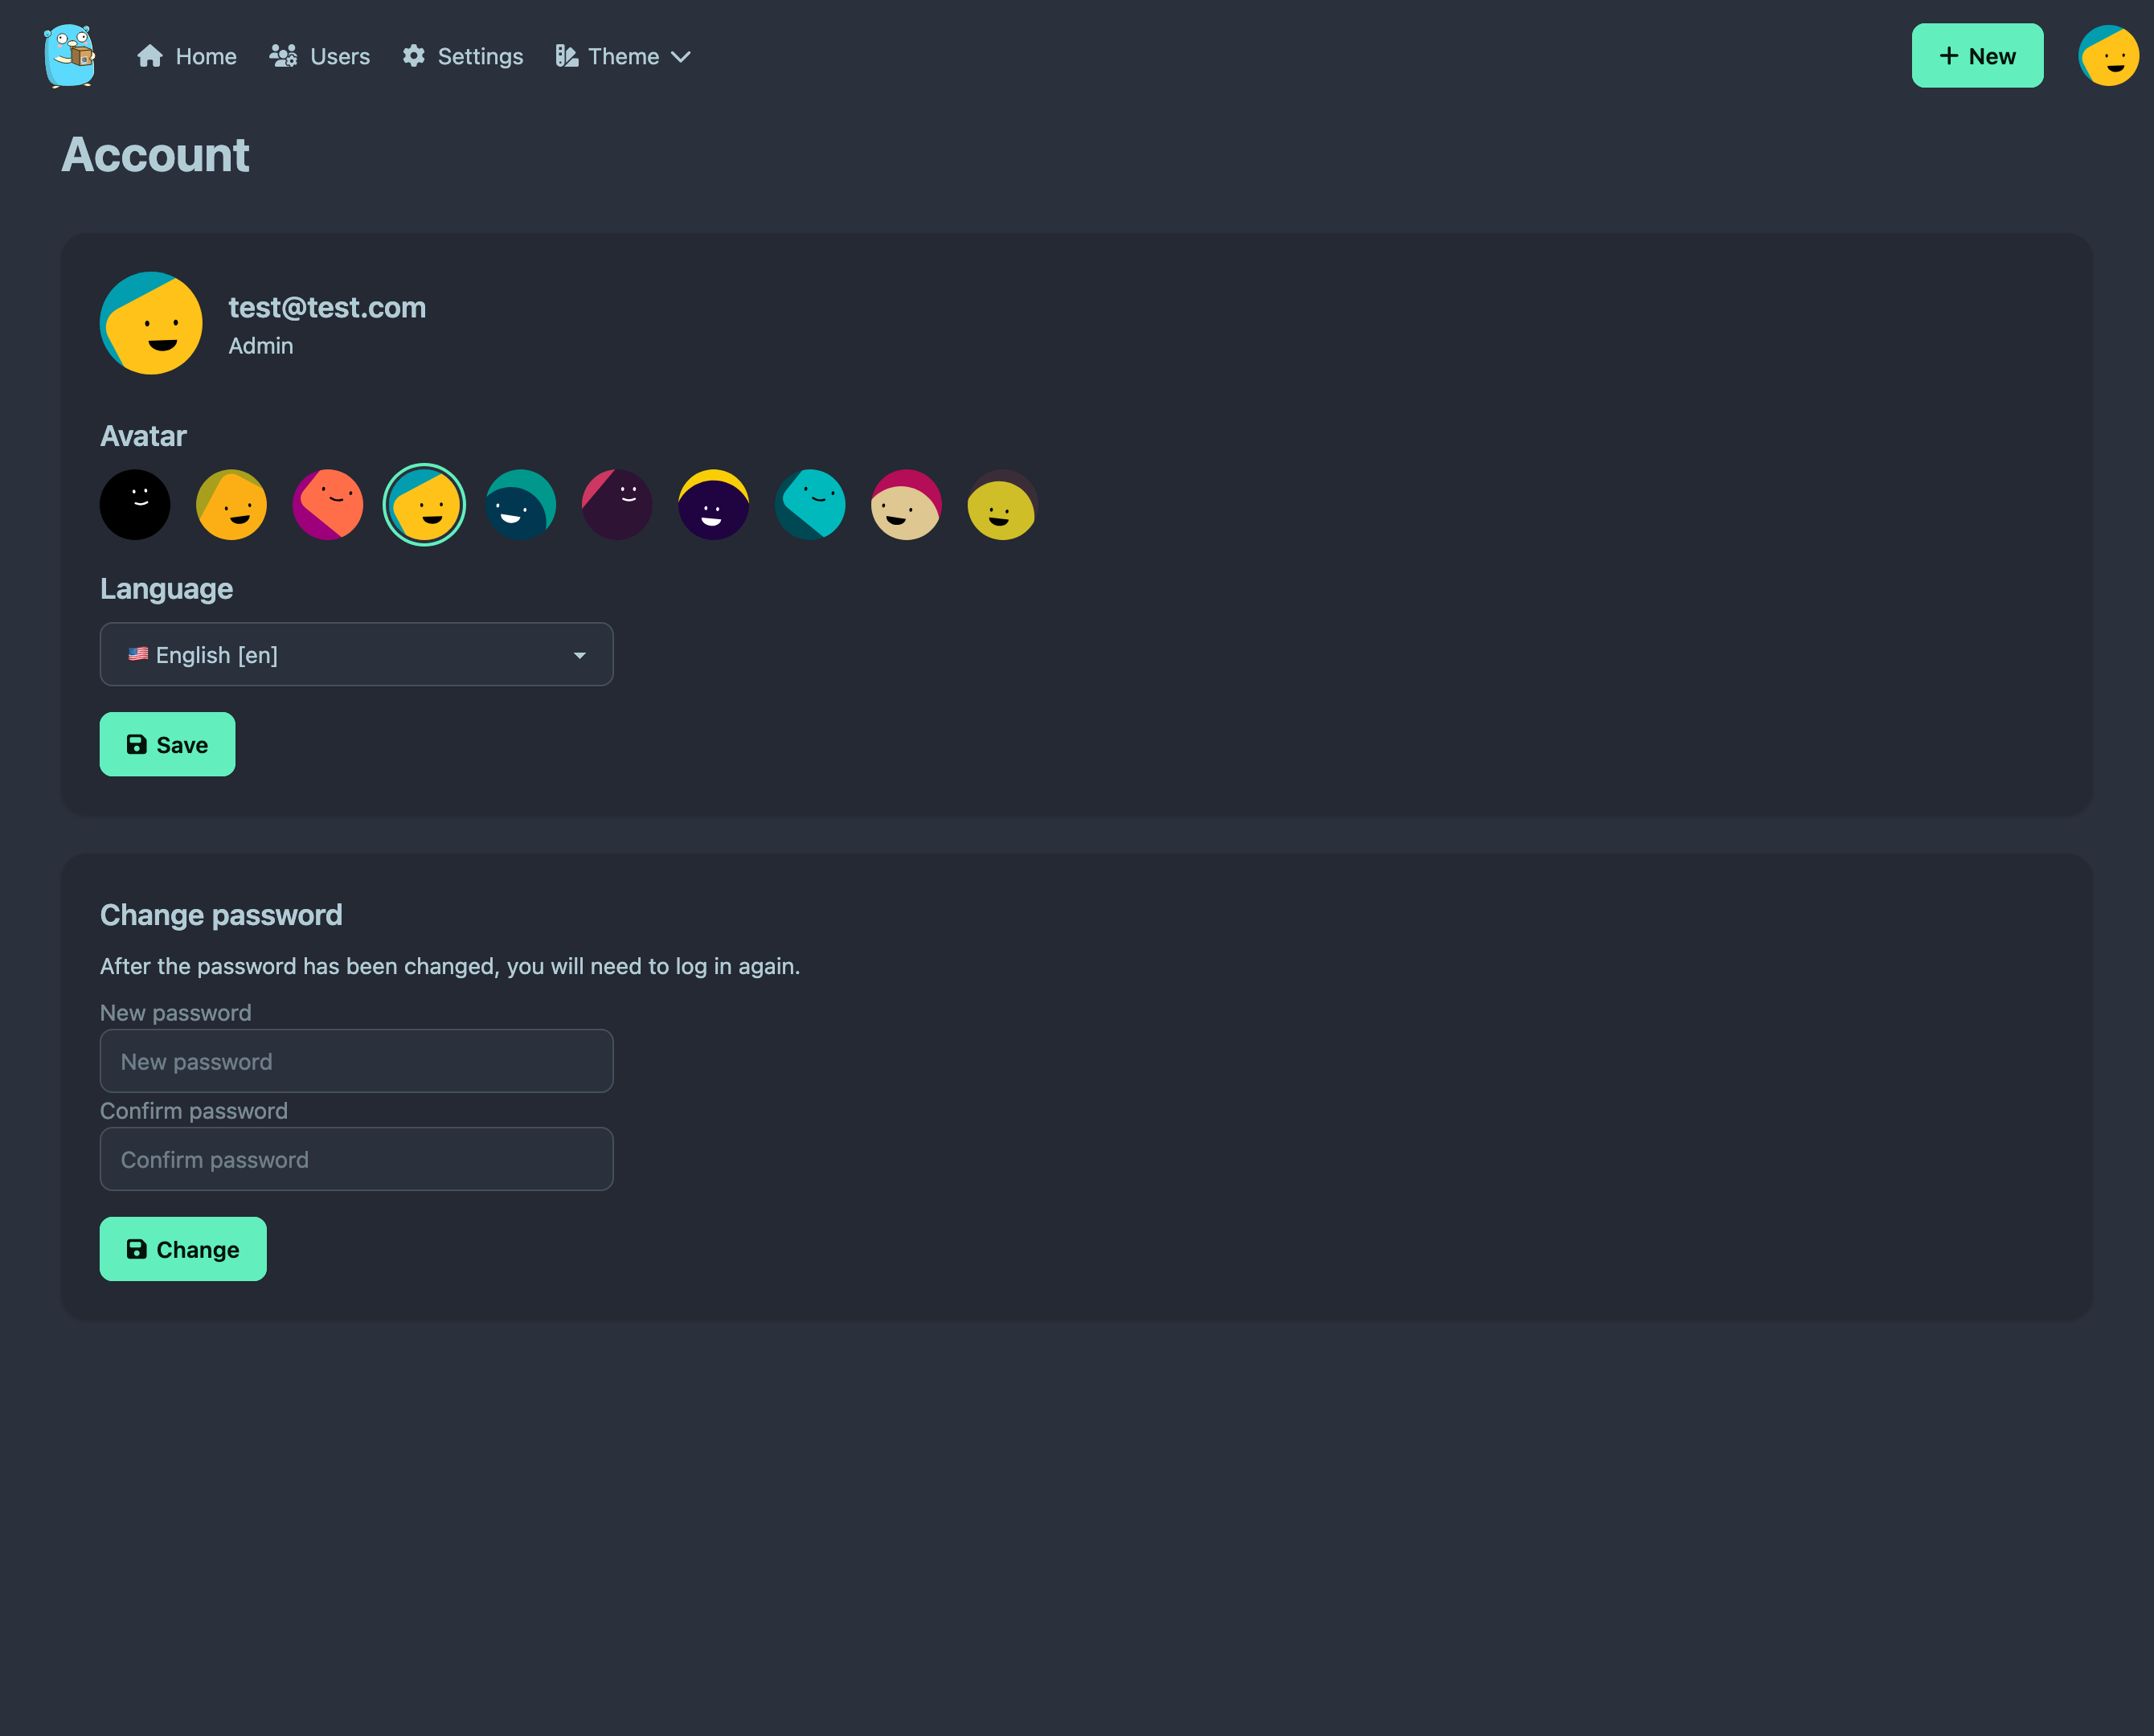 Home Users Settings Theme New
Account
test@test.com
Admin
Avatar
Language
🇺🇸 English [en]
Save
Change password
After the password has been changed, you will need to log in again.
New password
New password
Confirm password
Confirm password
Change